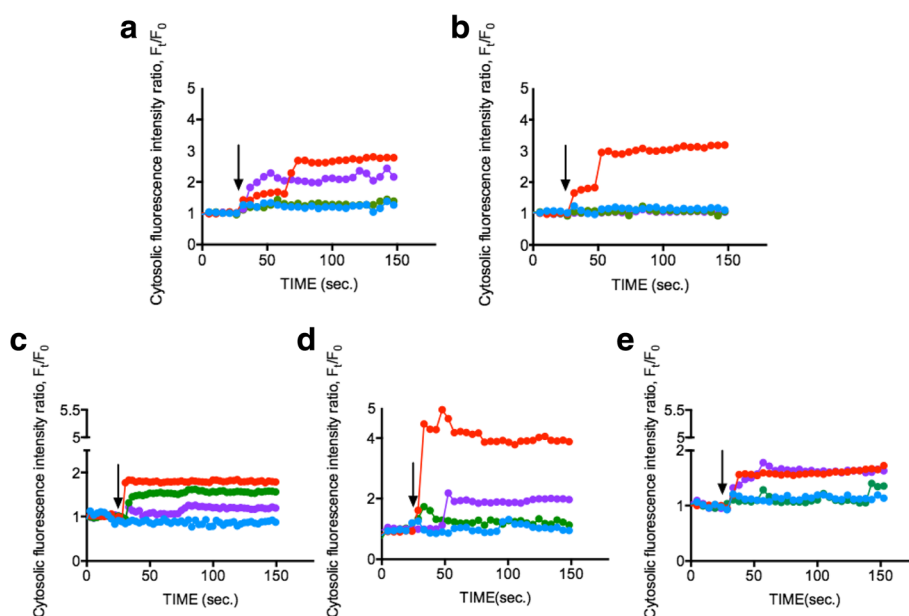 a
Cytosolic fluorescence intensity ratio, Ft/F0
5
4
3
2
1
0
0 50 100 150
TIME (sec.)
b
Cytosolic fluorescence intensity ratio, Ft/F0
5
4
3
2
1
0
0 50 100 150
TIME (sec.)
c
Cytosolic fluorescence intensity ratio, Ft/F0
5.5
5
2
1
0
0 50 100 150
TIME (sec.)
d
Cytosolic fluorescence intensity ratio, Ft/F0
5
4
2
1
0
0 50 100 150
TIME(sec.)
e
Cytosolic fluorescence intensity ratio, Ft/F0
5.5
5
2
1
0
0 50 100 150
TIME(sec.)